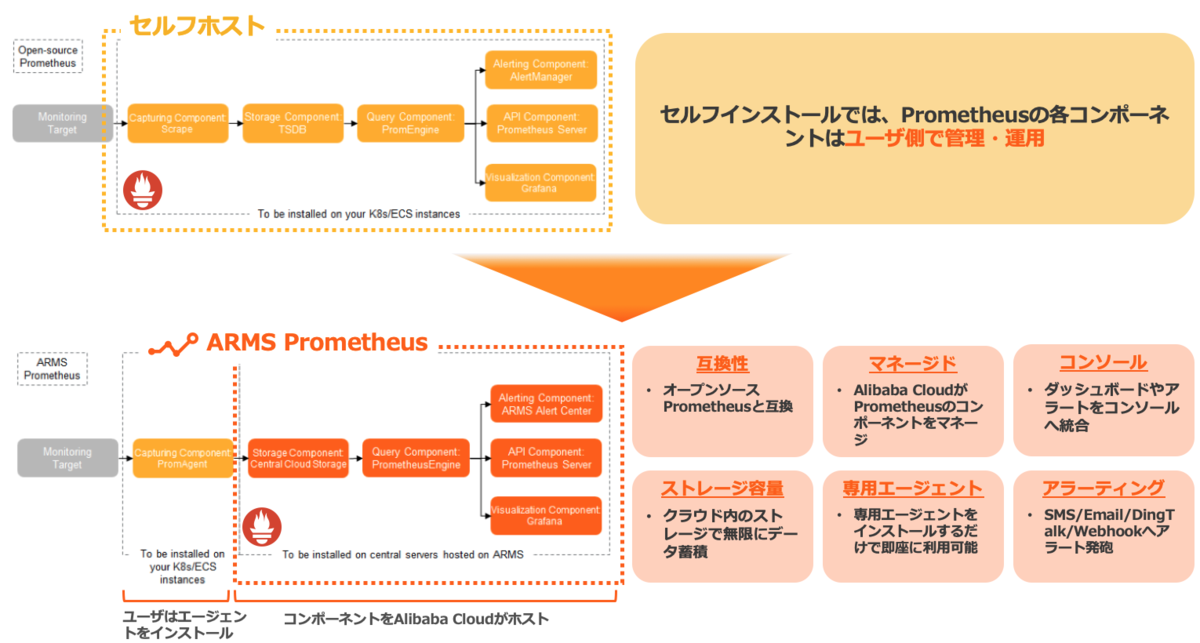 セルフホスト
Open-source
Prometheus
Monitoring
Target
Capturing Component:
Scrape
Storage Component:
TSDB
Query Component:
PromEngine
Alerting Component:
AlertManager
API Component:
Prometheus Server
Visualization Component:
Grafana
To be installed on your K8s/ECS instances
セルフインストールでは、Prometheusの各コンポーネ
ントはユーザ側で管理・運用
ARMS Prometheus
ARMS
Prometheus
Monitoring
Target
Capturing Component:
PromAgent
Storage Component:
Central Cloud Storage
Query Component:
PrometheusEngine
Alerting Component:
ARMS Alert Center
API Component:
Prometheus Server
Visualization Component:
Grafana
To be installed on
your K8s/ECS
instances
To be installed on central servers hosted on ARMS
ユーザはエージェン
トをインストール
コンポーネントをAlibaba Cloudがホスト
互換性
• オープンソース
Prometheusと互換
マネージド
• Alibaba Cloudが
Prometheusのコン
ポーネントをマネー
ジ
コンソール
• ダッシュボードやア
ラートをコンソール
へ統合
ストレージ容量
• クラウド内のスト
レージで無限にデー
タ蓄積
専用エージェント
• 専用エージェントを
インストールするだ
けで即座に利用可能
アラーティング
• SMS/Email/DingT
alk/Webhookへア
ラート発砲